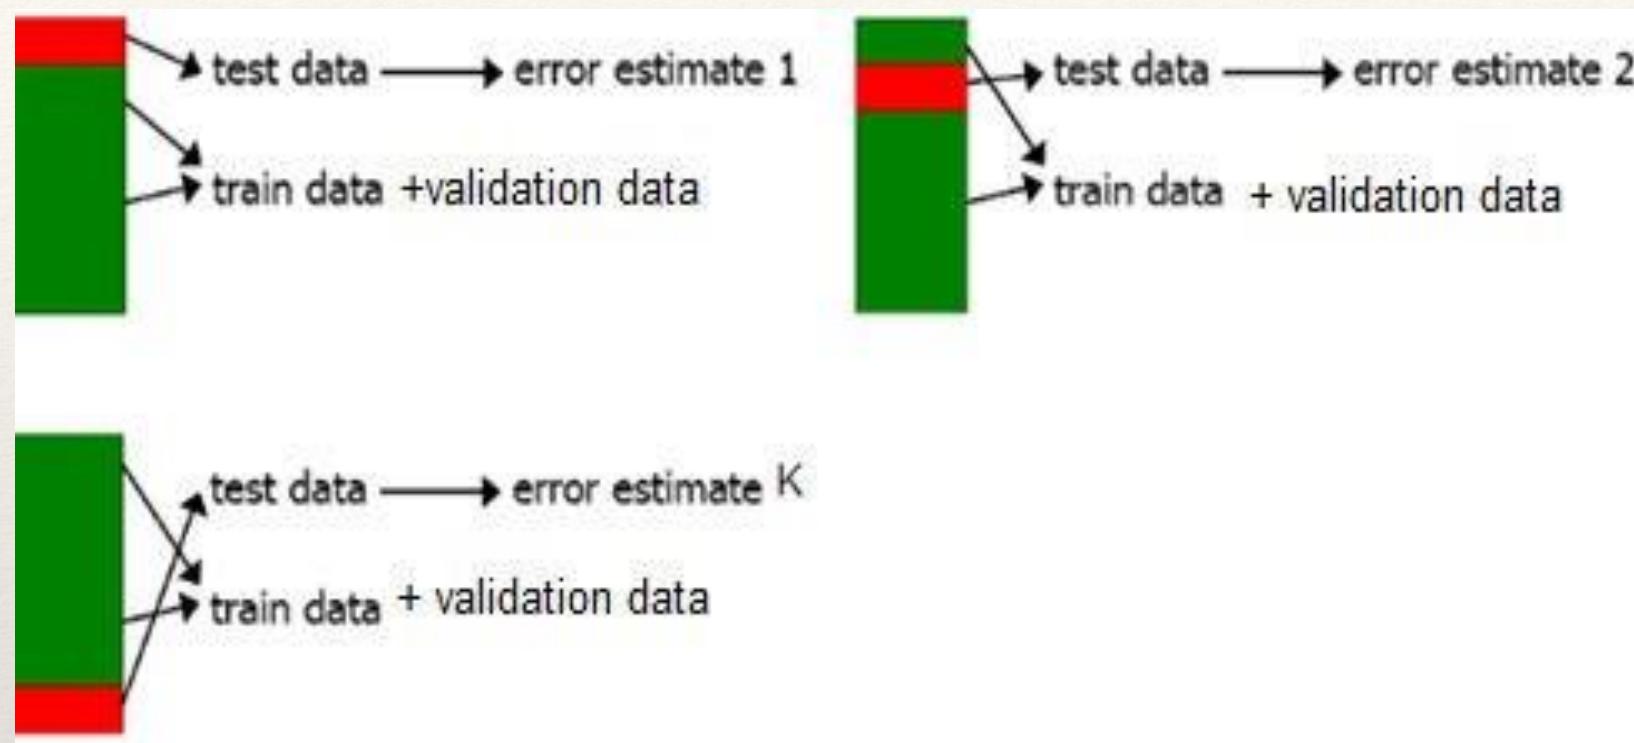 test data error estimate 1
train data +validation data
test data error estimate 2
train data + validation data
test data error estimate K
train data + validation data